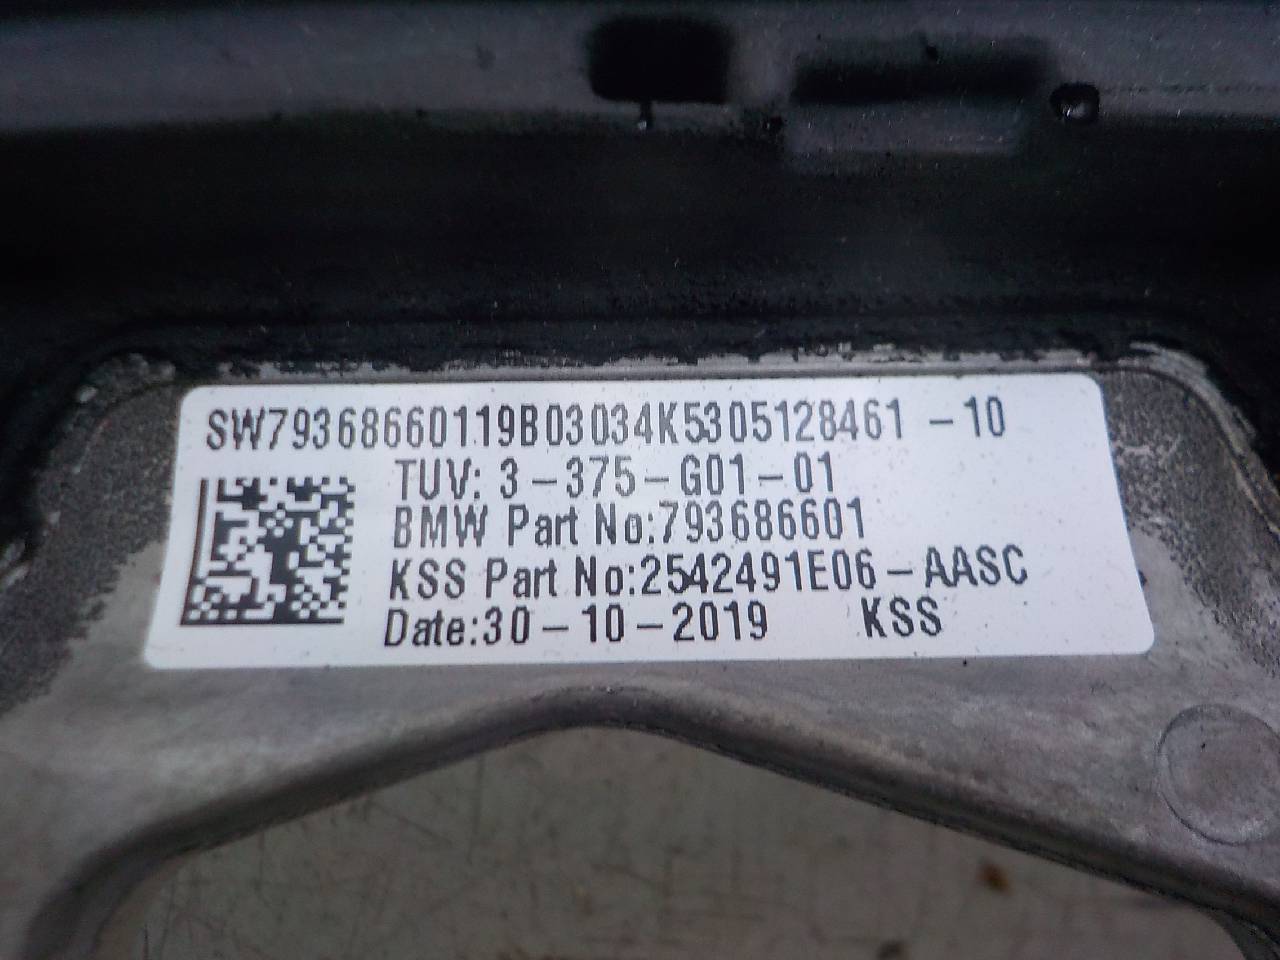 SW79368660119B03034K5305128461-10
TUV: 3-375-G01-01
BMW Part No:793686601
KSS Part No:2542491E06-AASC
Date:30-10-2019 KSS